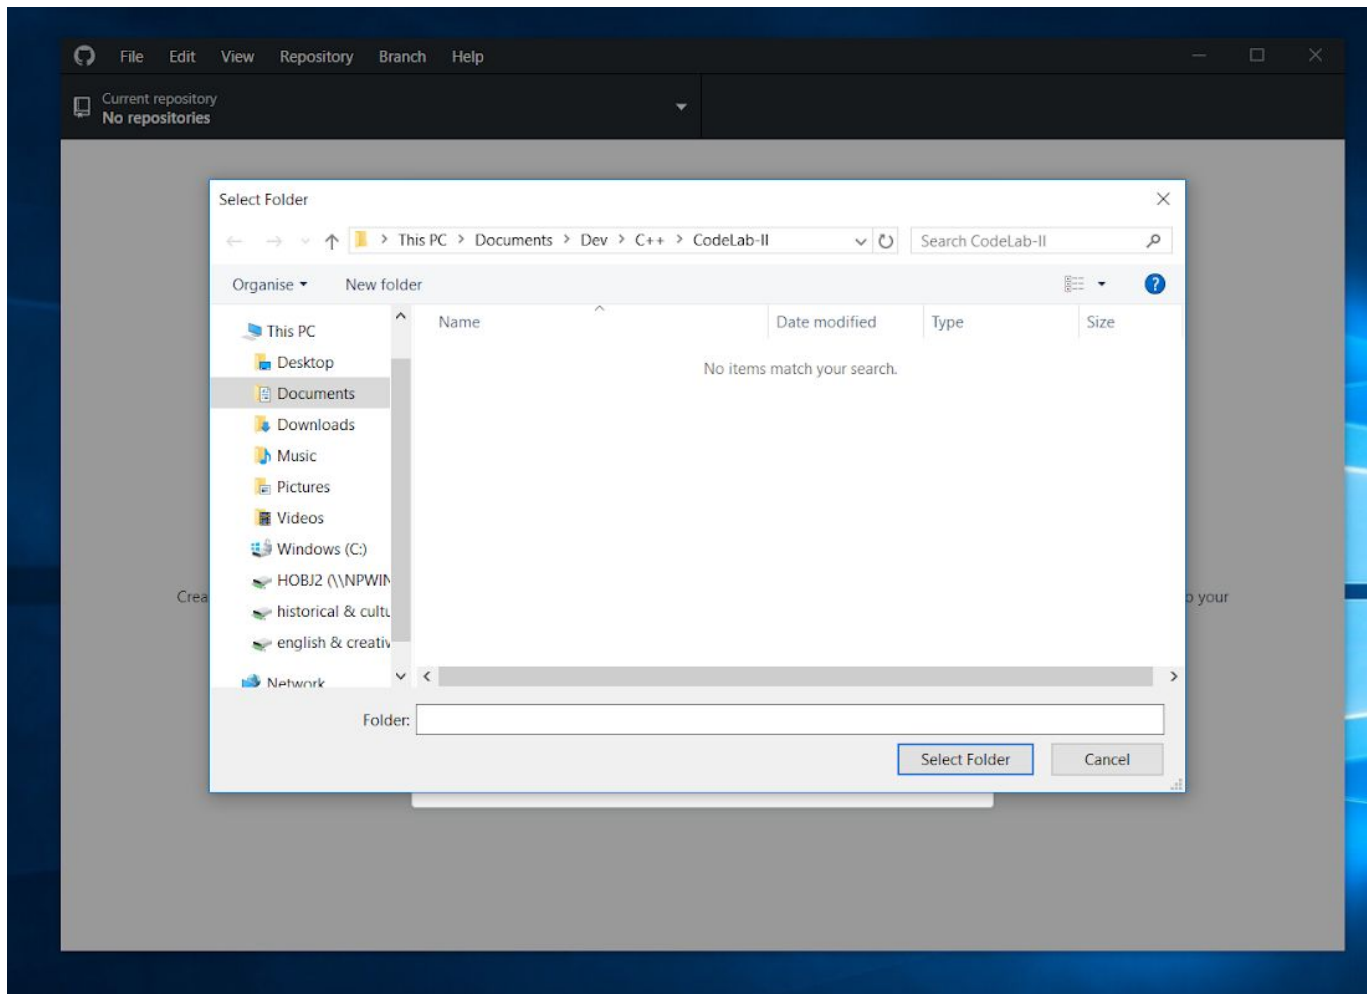 File Edit View Repository Branch Help
Current repository
No repositories
Select Folder
This PC > Documents > Dev > C++ > CodeLab-II
Search CodeLab-II
Organise New folder
Name Date modified Type Size
No items match your search.
This PC
Desktop
Documents
Downloads
Music
Pictures
Videos
Windows (C:)
HOBJ2 (\\NPWIN
historical & cultu
english & creativ
Network
Crea
o your
Folder:
Select Folder Cancel